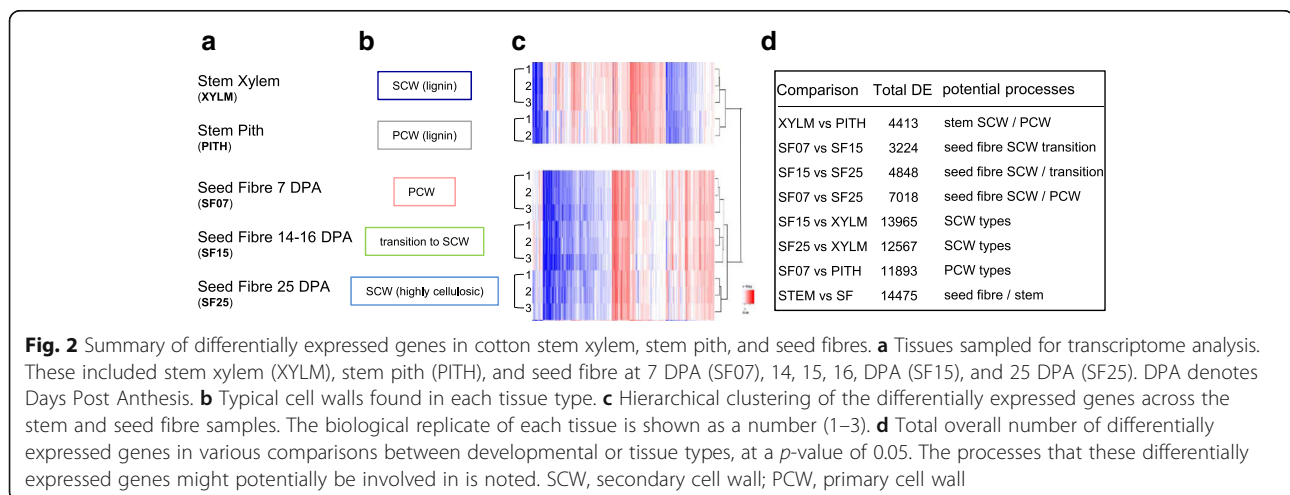 a b c d
Stem Xylem
(XYLM)
SCW (lignin)
1
2
3
Stem Pith
(PITH)
PCW (lignin)
1
2
Seed Fibre 7 DPA
(SF07)
PCW
1
2
3
Seed Fibre 14-16 DPA
(SF15)
transition to SCW
1
2
3
Seed Fibre 25 DPA
(SF25)
SCW (highly cellulosic)
1
2
3
Comparison Total DE potential processes
XYLM vs PITH 4413 stem SCW / PCW
SF07 vs SF15 3224 seed fibre SCW transition
SF15 vs SF25 4848 seed fibre SCW / transition
SF07 vs SF25 7018 seed fibre SCW / PCW
SF15 vs XYLM 13965 SCW types
SF25 vs XYLM 12567 SCW types
SF07 vs PITH 11893 PCW types
STEM vs SF 14475 seed fibre / stem
Fig. 2 Summary of differentially expressed genes in cotton stem xylem, stem pith, and seed fibres. a Tissues sampled for transcriptome analysis.
These included stem xylem (XYLM), stem pith (PITH), and seed fibre at 7 DPA (SF07), 14, 15, 16, DPA (SF15), and 25 DPA (SF25). DPA denotes
Days Post Anthesis. b Typical cell walls found in each tissue type. c Hierarchical clustering of the differentially expressed genes across the
stem and seed fibre samples. The biological replicate of each tissue is shown as a number (1–3). d Total overall number of differentially
expressed genes in various comparisons between developmental or tissue types, at a p-value of 0.05. The processes that these differentially
expressed genes might potentially be involved in is noted. SCW, secondary cell wall; PCW, primary cell wall